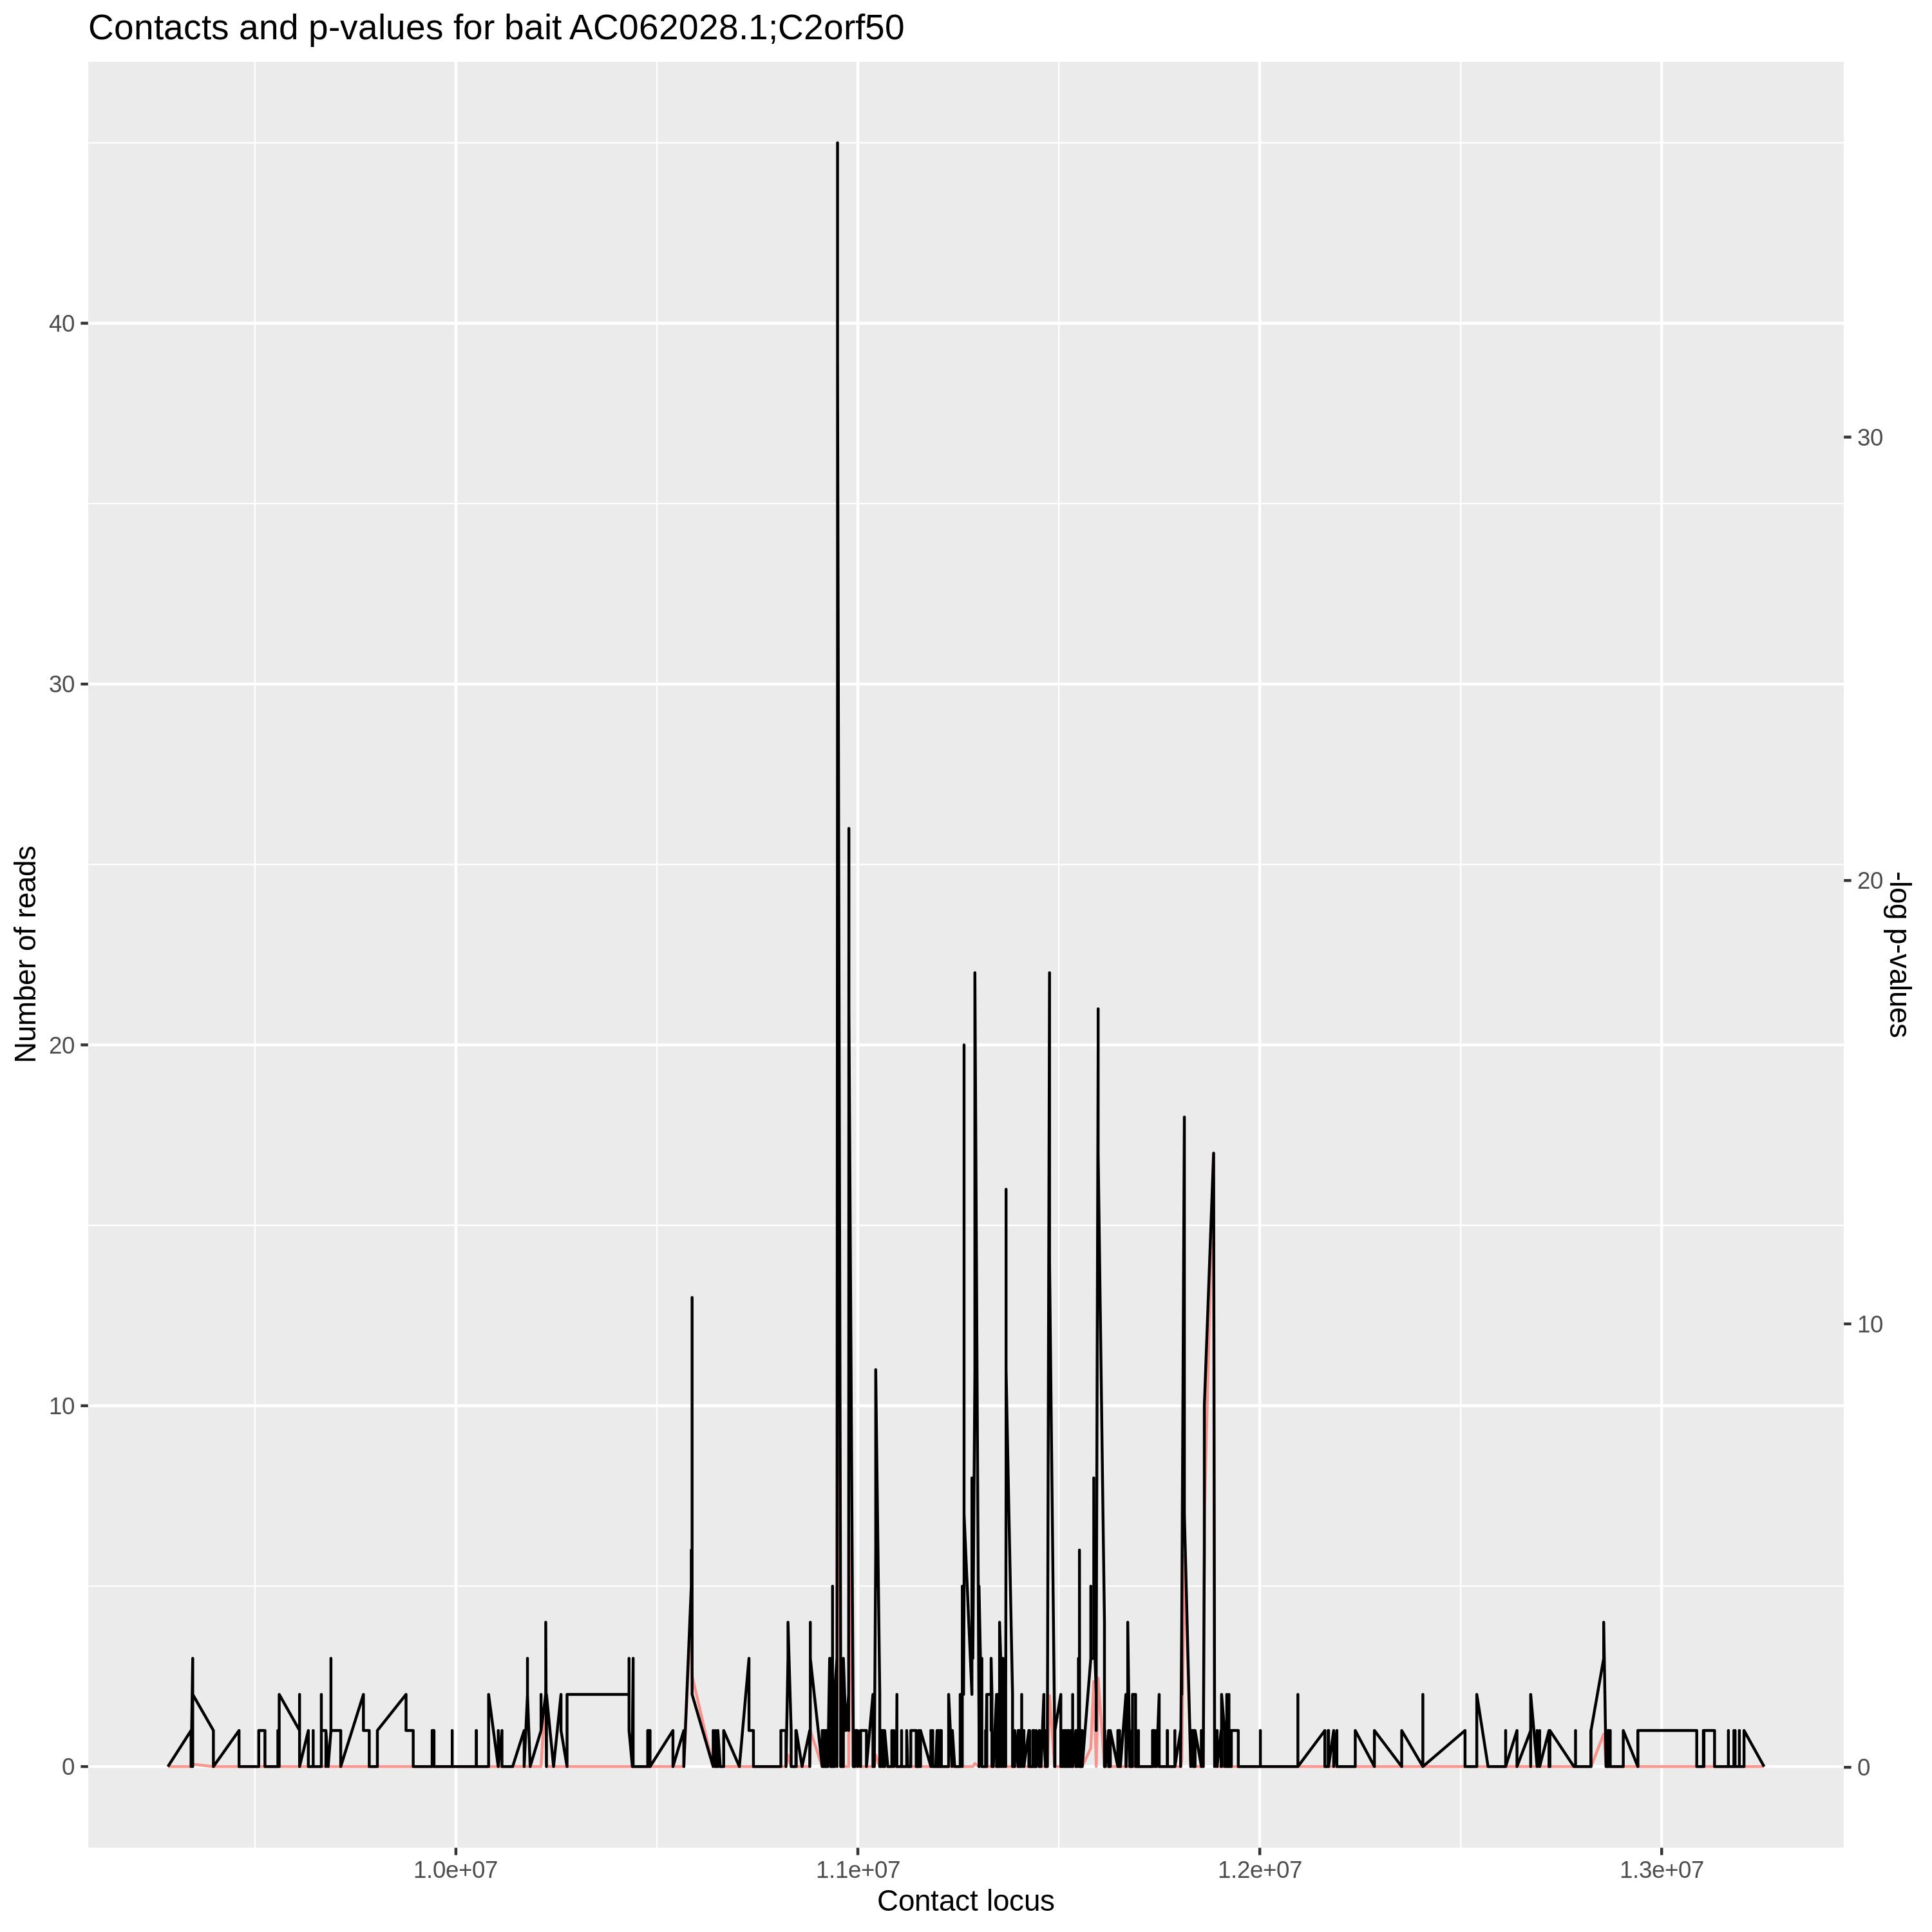 Contacts and p-values for bait AC062028.1;C2orf50
40
30
20
10
0
Number of reads
30
20
10
0
-log p-values
1.0e+07
1.1e+07
1.2e+07
1.3e+07
Contact locus